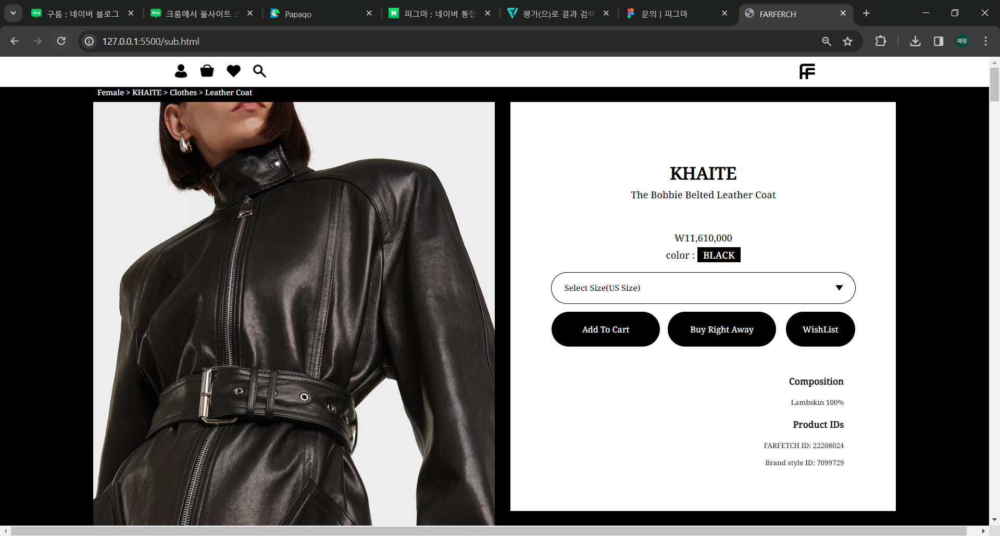 구름 : 네이버 블로그
크롬에서 풀사이트 스
Papago
피그마 : 네이버 통합
평가(으)로 결과 검색
문의 | 피그마
FARFERCH
127.0.0.1:5500/sub.html
예랑
Female > KHAITE > Clothes > Leather Coat
KHAITE
The Bobbie Belted Leather Coat
₩11,610,000
color : BLACK
Select Size(US Size)
Add To Cart
Buy Right Away
WishList
Composition
Lambskin 100%
Product IDs
FARFETCH ID: 22208024
Brand style ID: 7099729